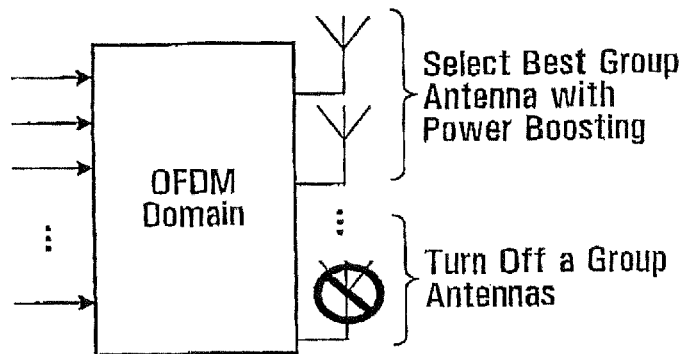 Select Best Group
Antenna with
Power Boosting
OFDM
Domain
Turn Off a Group
Antennas